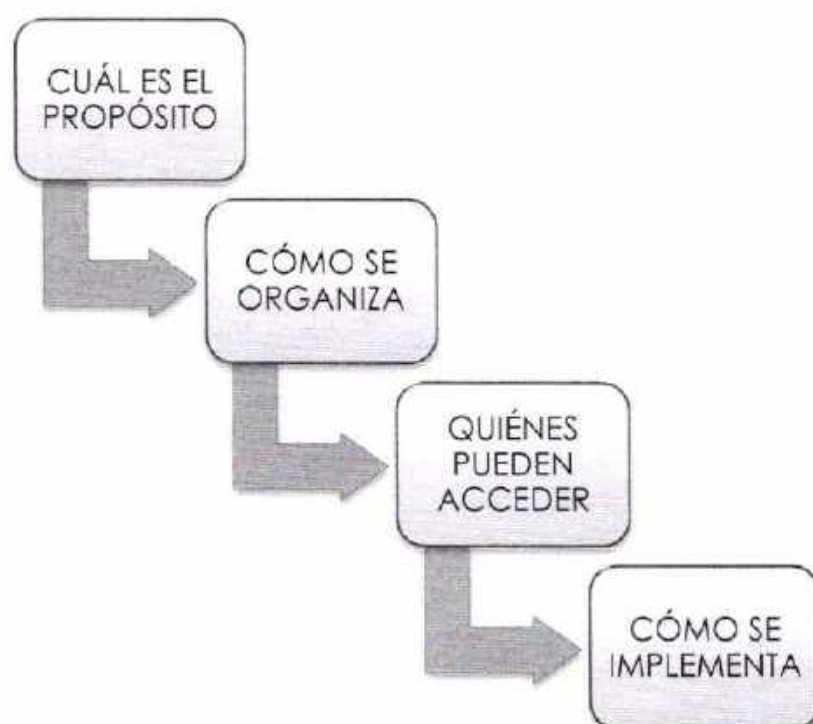 CUÁL ES EL
PROPÓSITO
CÓMO SE
ORGANIZA
QUIÉNES
PUEDEN
ACCEDER
CÓMO SE
IMPLEMENTA